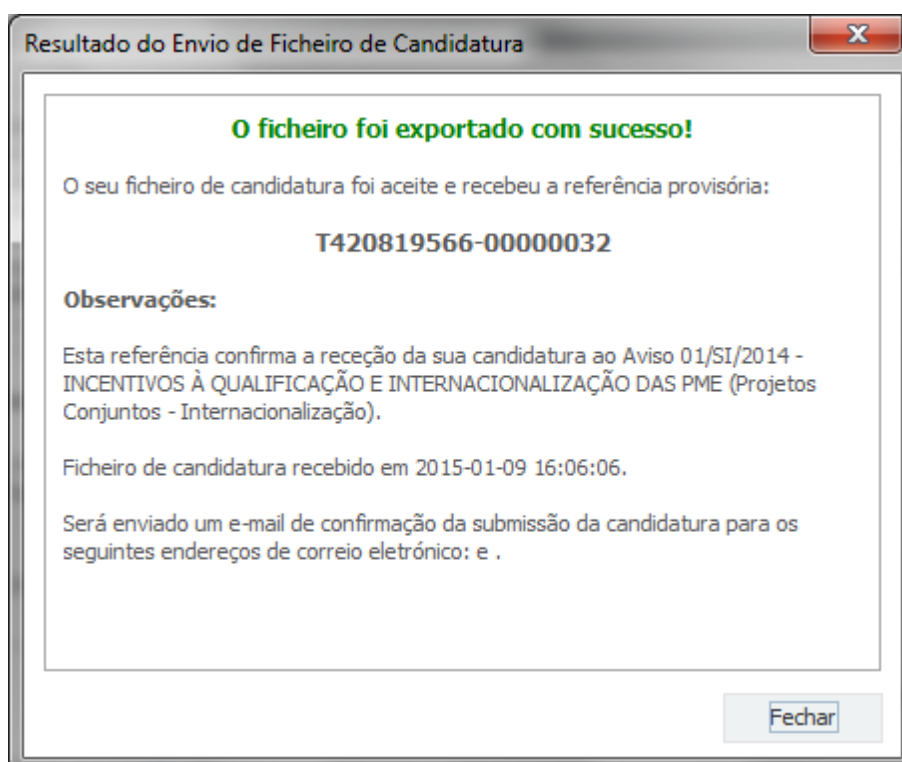 Resultado do Envio de Ficheiro de Candidatura
O ficheiro foi exportado com sucesso!
O seu ficheiro de candidatura foi aceite e recebeu a referência provisória:
T420819566-00000032
Observações:
Esta referência confirma a receção da sua candidatura ao Aviso 01/SI/2014 -
INCENTIVOS À QUALIFICAÇÃO E INTERNACIONALIZAÇÃO DAS PME (Projetos
Conjuntos - Internacionalização).
Ficheiro de candidatura recebido em 2015-01-09 16:06:06.
Será enviado um e-mail de confirmação da submissão da candidatura para os
seguintes endereços de correio eletrónico: e .
Fechar